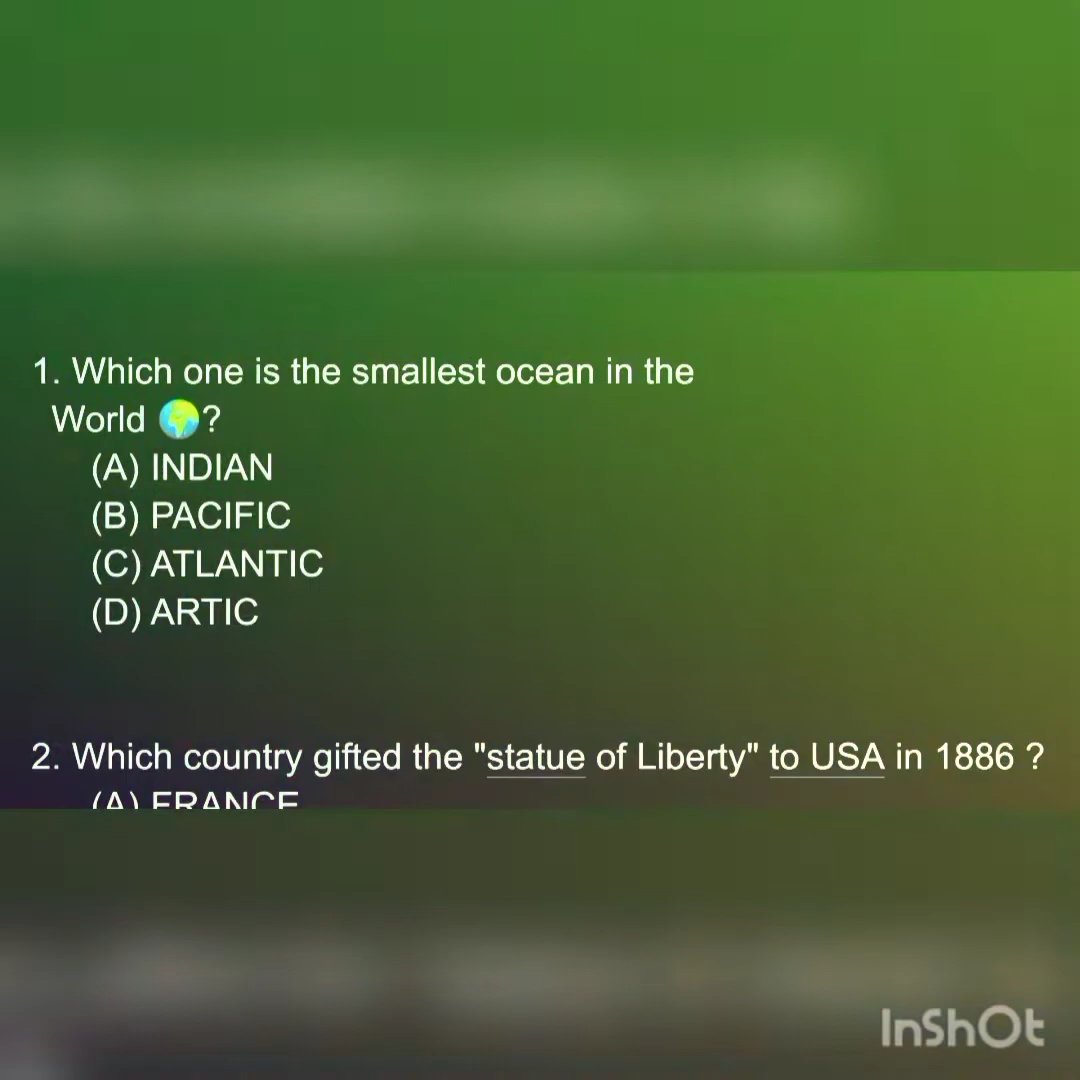 1. Which one is the smallest ocean in the
World 🌍?
(A) INDIAN
(B) PACIFIC
(C) ATLANTIC
(D) ARTIC
2. Which country gifted the "statue of Liberty" to USA in 1886 ?
(A) FRANCE
InShOt